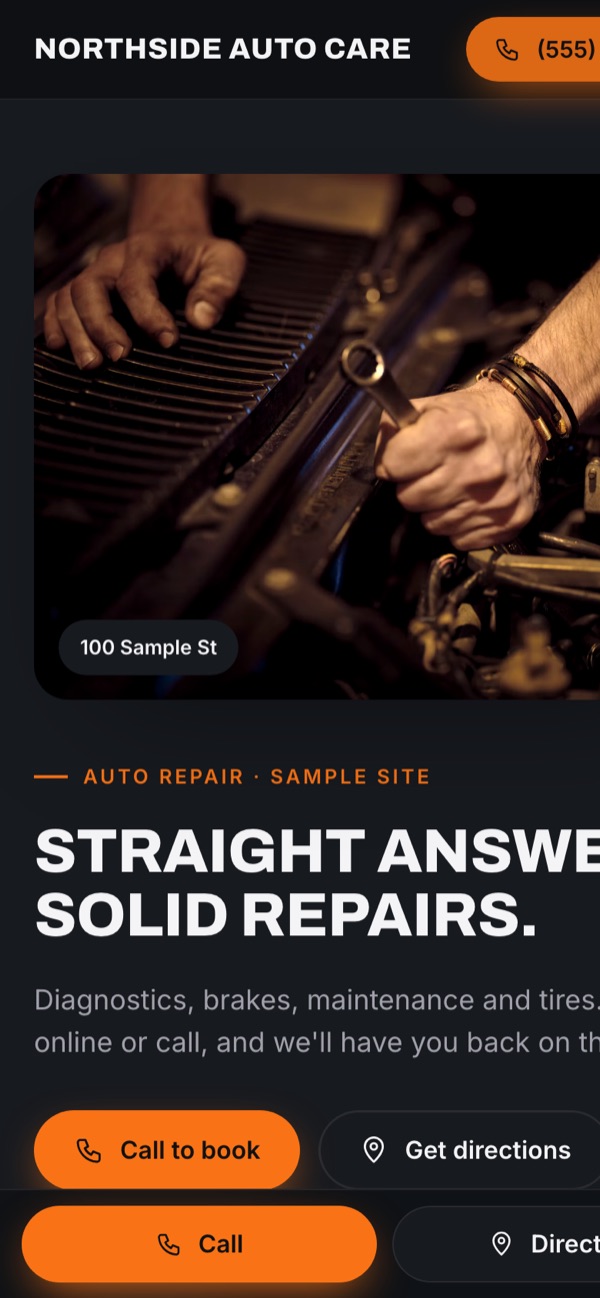 NORTHSIDE AUTO CARE
(555)
100 Sample St
AUTO REPAIR · SAMPLE SITE
STRAIGHT ANSWE
SOLID REPAIRS.
Diagnostics, brakes, maintenance and tires.
online or call, and we'll have you back on th
Call to book
Get directions
Call
Direct